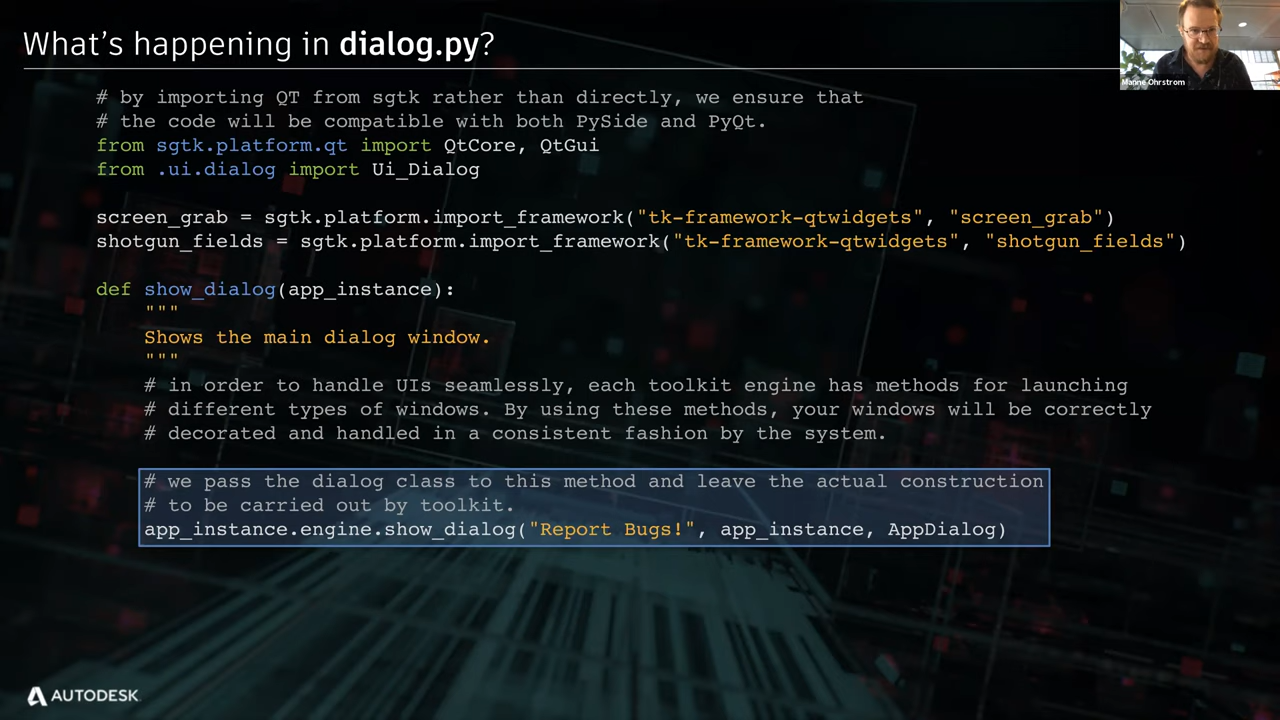 What's happening in dialog.py?
Manne Ohrstrom
# by importing QT from sgtk rather than directly, we ensure that
# the code will be compatible with both PySide and PyQt.
from sgtk.platform.qt import QtCore, QtGui
from .ui.dialog import Ui_Dialog
screen_grab = sgtk.platform.import_framework("tk-framework-qtwidgets", "screen_grab")
shotgun_fields = sgtk.platform.import_framework("tk-framework-qtwidgets", "shotgun_fields")
def show_dialog(app_instance):
"""
Shows the main dialog window.
"""
# in order to handle UIs seamlessly, each toolkit engine has methods for launching
# different types of windows. By using these methods, your windows will be correctly
# decorated and handled in a consistent fashion by the system.
# we pass the dialog class to this method and leave the actual construction
# to be carried out by toolkit.
app_instance.engine.show_dialog("Report Bugs!", app_instance, AppDialog)
AUTODESK